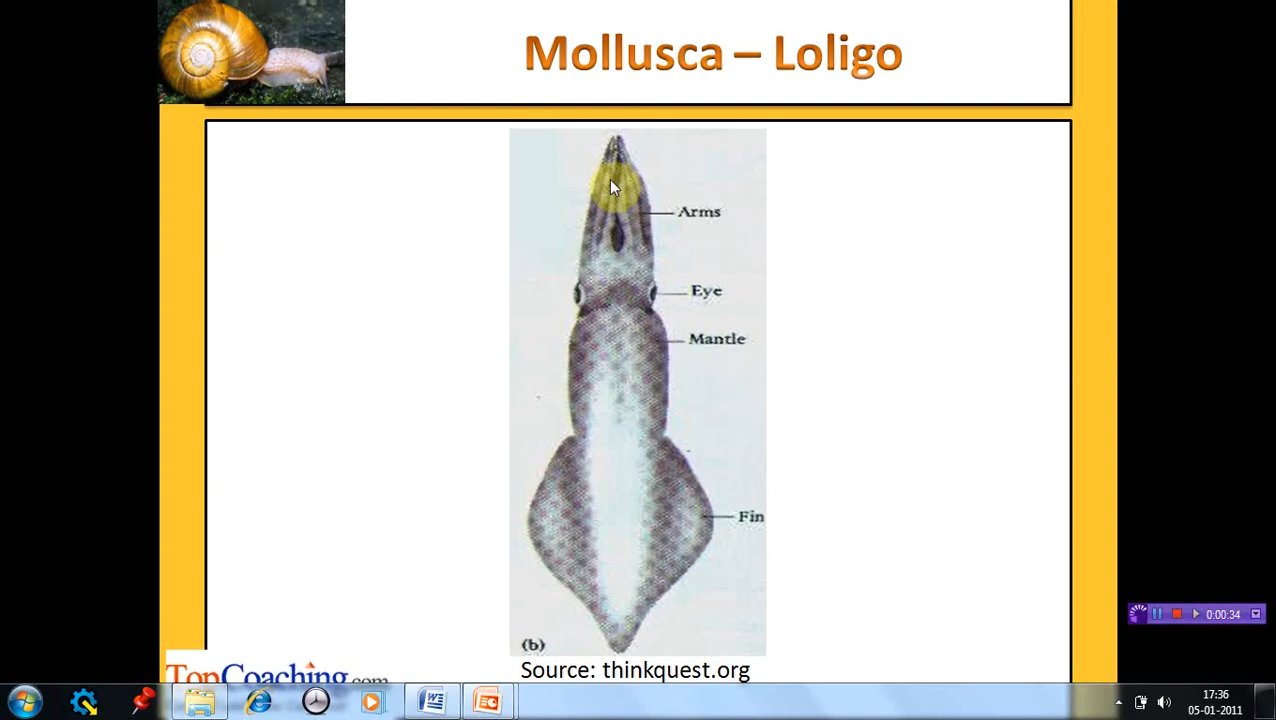 Mollusca – Loligo
Arms
Eye
Mantle
Fin
(b)
Source: thinkquest.org
TopCoaching.com
0:00:34
17:36
05-01-2011